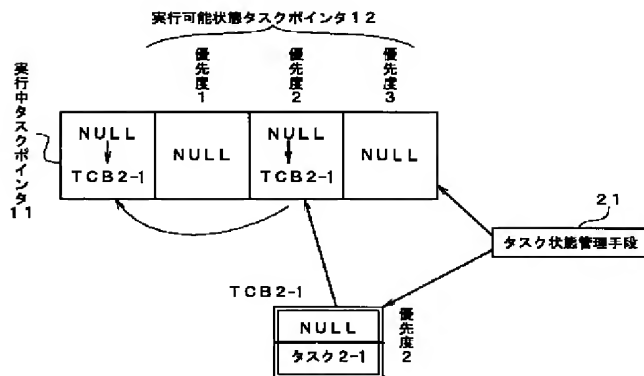 実行可能状態タスクポインタ12
実行中タスクポインタ11
優先度1
優先度2
優先度3
NULL
TCB2-1
NULL
NULL
TCB2-1
NULL
21
タスク状態管理手段
TCB2-1
NULL
タスク2-1
優先度2